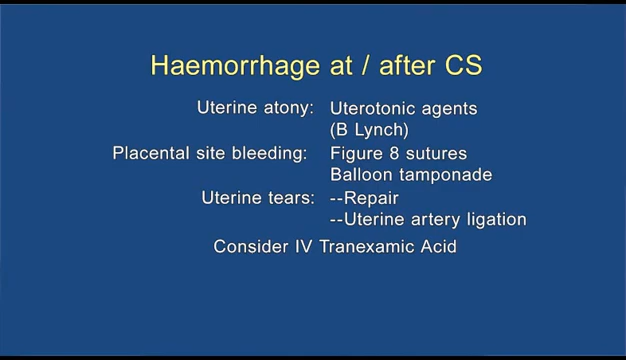 Haemorrhage at / after CS
Uterine atony: Uterotonic agents
(B Lynch)
Placental site bleeding: Figure 8 sutures
Balloon tamponade
Uterine tears: --Repair
--Uterine artery ligation
Consider IV Tranexamic Acid